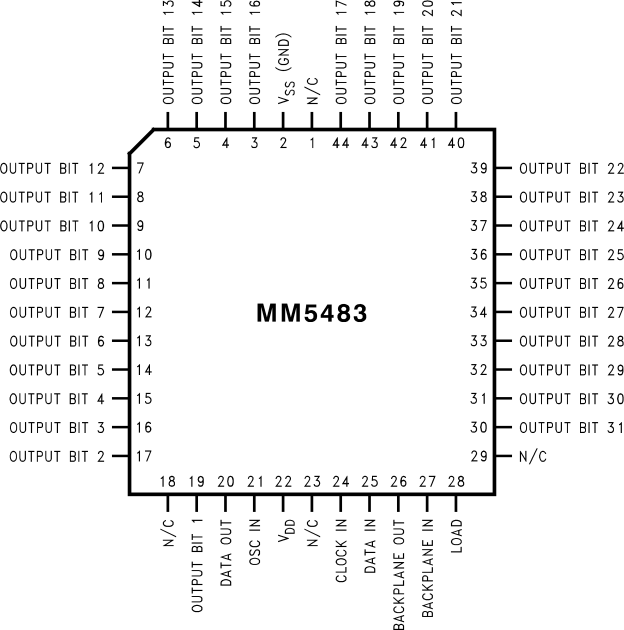 OUTPUT BIT 13
OUTPUT BIT 14
OUTPUT BIT 15
OUTPUT BIT 16
VSS (GND)
N/C
OUTPUT BIT 17
OUTPUT BIT 18
OUTPUT BIT 19
OUTPUT BIT 20
OUTPUT BIT 21
6 5 4 3 2 1 44 43 42 41 40
OUTPUT BIT 12 7 39 OUTPUT BIT 22
OUTPUT BIT 11 8 38 OUTPUT BIT 23
OUTPUT BIT 10 9 37 OUTPUT BIT 24
OUTPUT BIT 9 10 36 OUTPUT BIT 25
OUTPUT BIT 8 11 35 OUTPUT BIT 26
OUTPUT BIT 7 12 MM5483 34 OUTPUT BIT 27
OUTPUT BIT 6 13 33 OUTPUT BIT 28
OUTPUT BIT 5 14 32 OUTPUT BIT 29
OUTPUT BIT 4 15 31 OUTPUT BIT 30
OUTPUT BIT 3 16 30 OUTPUT BIT 31
OUTPUT BIT 2 17 29 N/C
18 19 20 21 22 23 24 25 26 27 28
N/C
OUTPUT BIT 1
DATA OUT
OSC IN
VDD
N/C
CLOCK IN
DATA IN
BACKPLANE OUT
BACKPLANE IN
LOAD